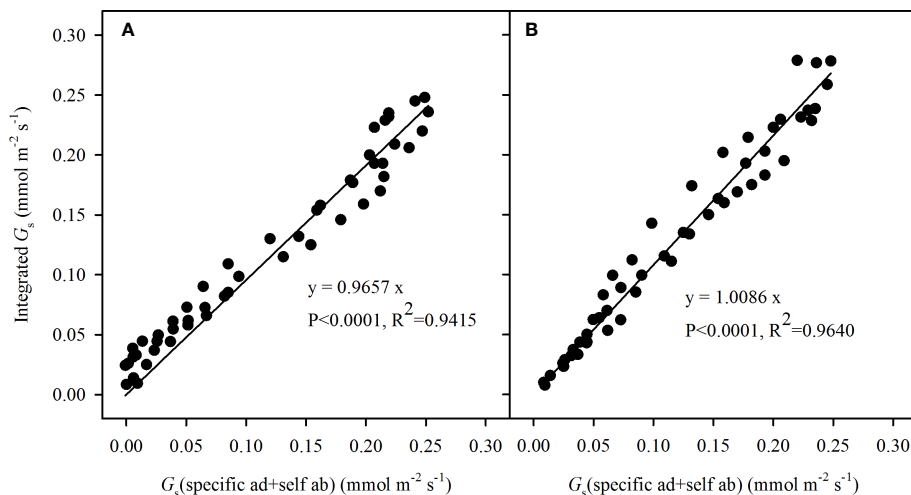 A
B
0.30
0.25
0.20
0.15
0.10
0.05
0.00
Integrated Gs (mmol m-2 s-1)
y = 0.9657 x
P<0.0001, R2=0.9415
y = 1.0086 x
P<0.0001, R2=0.9640
0.00 0.05 0.10 0.15 0.20 0.25 0.30
0.00 0.05 0.10 0.15 0.20 0.25 0.30
Gs(specific ad+self ab) (mmol m-2 s-1)
Gs(specific ad+self ab) (mmol m-2 s-1)